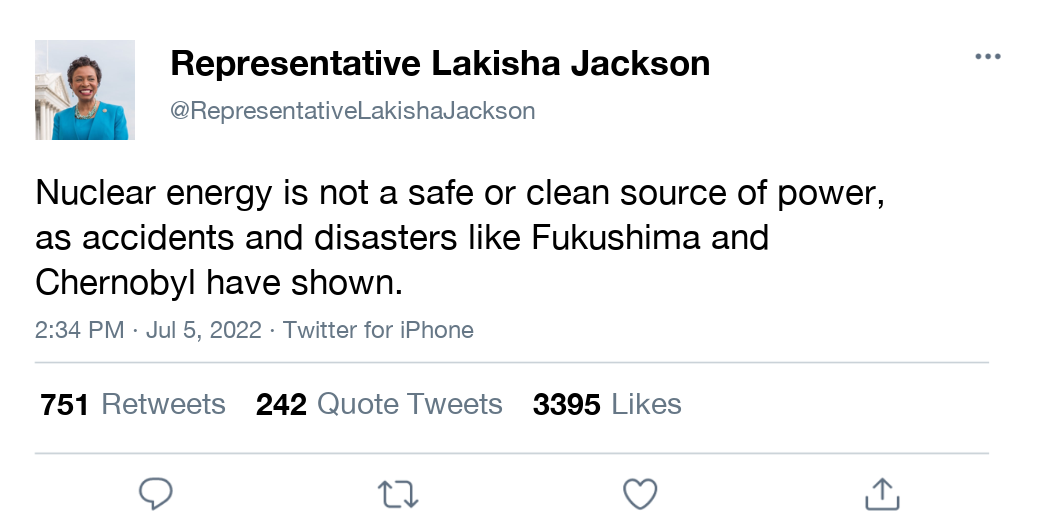 Representative Lakisha Jackson
@RepresentativeLakishaJackson
Nuclear energy is not a safe or clean source of power,
as accidents and disasters like Fukushima and
Chernobyl have shown.
2:34 PM · Jul 5, 2022 · Twitter for iPhone
751 Retweets 242 Quote Tweets 3395 Likes